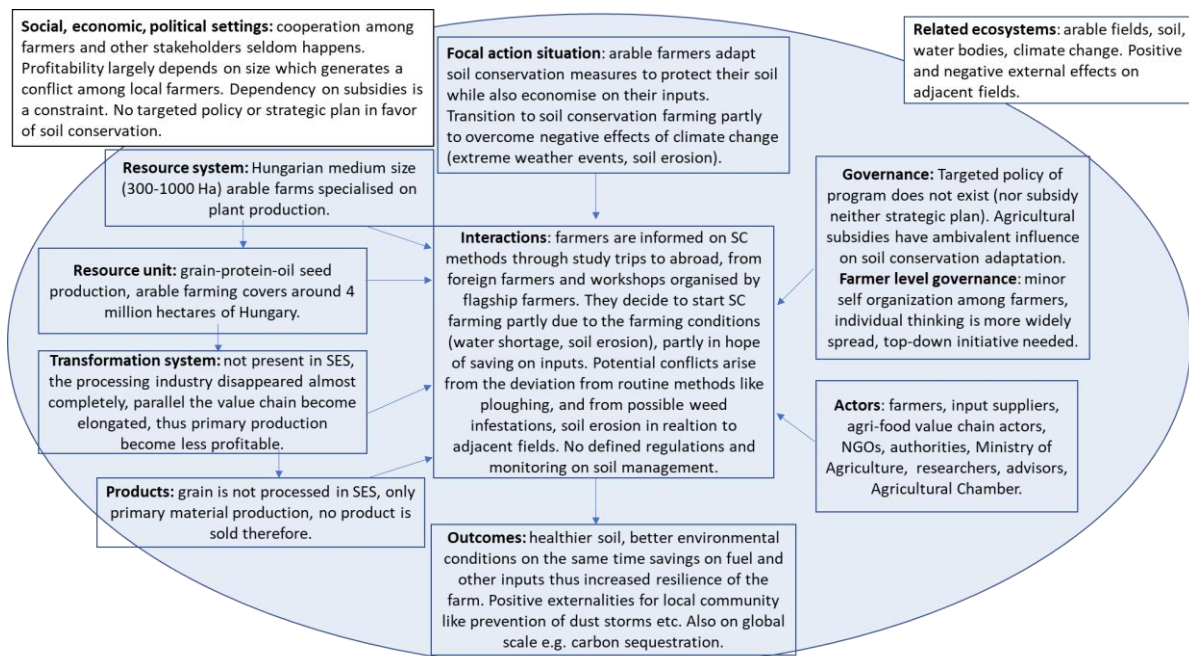 Social, economic, political settings: cooperation among
farmers and other stakeholders seldom happens.
Profitability largely depends on size which generates a
conflict among local farmers. Dependency on subsidies is
a constraint. No targeted policy or strategic plan in favor
of soil conservation.
Focal action situation: arable farmers adapt
soil conservation measures to protect their soil
while also economise on their inputs.
Transition to soil conservation farming partly
to overcome negative effects of climate change
(extreme weather events, soil erosion).
Related ecosystems: arable fields, soil,
water bodies, climate change. Positive
and negative external effects on
adjacent fields.
Resource system: Hungarian medium size
(300-1000 Ha) arable farms specialised on
plant production.
Resource unit: grain-protein-oil seed
production, arable farming covers around 4
million hectares of Hungary.
Transformation system: not present in SES,
the processing industry disappeared almost
completely, parallel the value chain become
elongated, thus primary production
become less profitable.
Products: grain is not processed in SES, only
primary material production, no product is
sold therefore.
Interactions: farmers are informed on SC
methods through study trips to abroad, from
foreign farmers and workshops organised by
flagship farmers. They decide to start SC
farming partly due to the farming conditions
(water shortage, soil erosion), partly in hope
of saving on inputs. Potential conflicts arise
from the deviation from routine methods like
ploughing, and from possible weed
infestations, soil erosion in realtion to
adjacent fields. No defined regulations and
monitoring on soil management.
Governance: Targeted policy of
program does not exist (nor subsidy
neither strategic plan). Agricultural
subsidies have ambivalent influence
on soil conservation adaptation.
Farmer level governance: minor
self organization among farmers,
individual thinking is more widely
spread, top-down initiative needed.
Actors: farmers, input suppliers,
agri-food value chain actors,
NGOs, authorities, Ministry of
Agriculture, researchers, advisors,
Agricultural Chamber.
Outcomes: healthier soil, better environmental
conditions on the same time savings on fuel and
other inputs thus increased resilience of the
farm. Positive externalities for local community
like prevention of dust storms etc. Also on global
scale e.g. carbon sequestration.